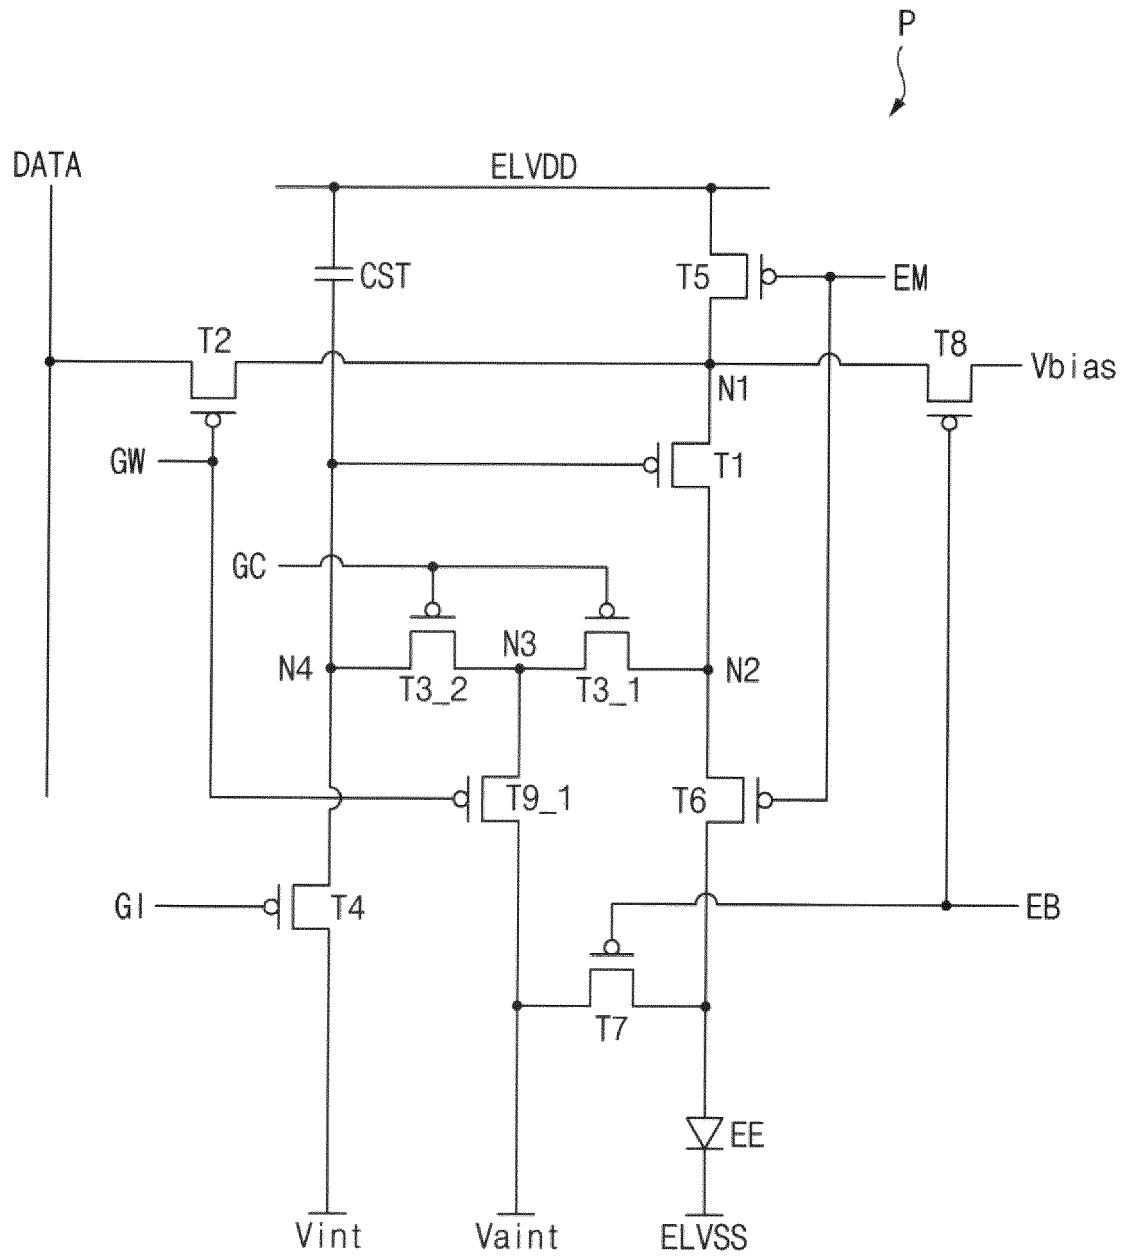 P
DATA
ELVDD
CST
T5
EM
T2
T8
Vbias
N1
GW
T1
GC
N3
N4
N2
T3_2
T3_1
T9_1
T6
GI
T4
EB
T7
EE
Vint
Vaint
ELVSS